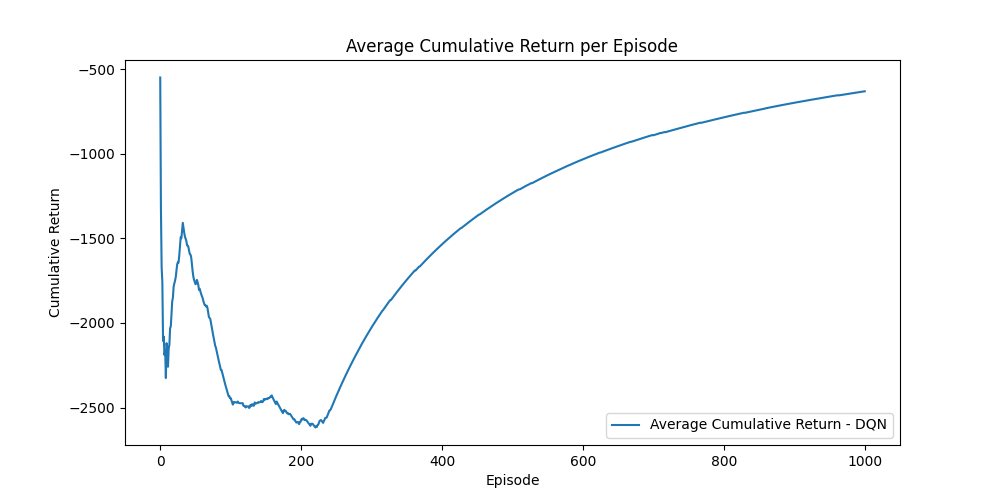 Average Cumulative Return per Episode
Cumulative Return
−500
−1000
−1500
−2000
−2500
0
200
400
600
800
1000
Episode
Average Cumulative Return - DQN